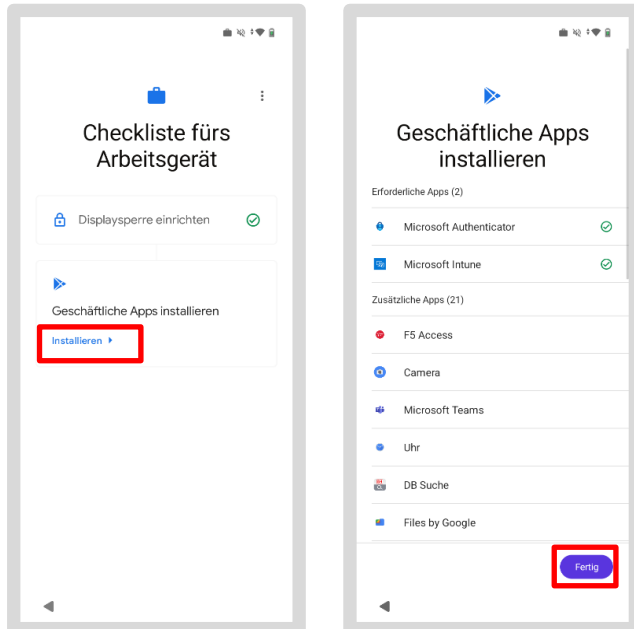 Checkliste fürs
Arbeitsgerät
Displaysperre einrichten
Geschäftliche Apps installieren
Installieren
Geschäftliche Apps
installieren
Erforderliche Apps (2)
Microsoft Authenticator
Microsoft Intune
Zusätzliche Apps (21)
F5 Access
Camera
Microsoft Teams
Uhr
DB Suche
Files by Google
Fertig